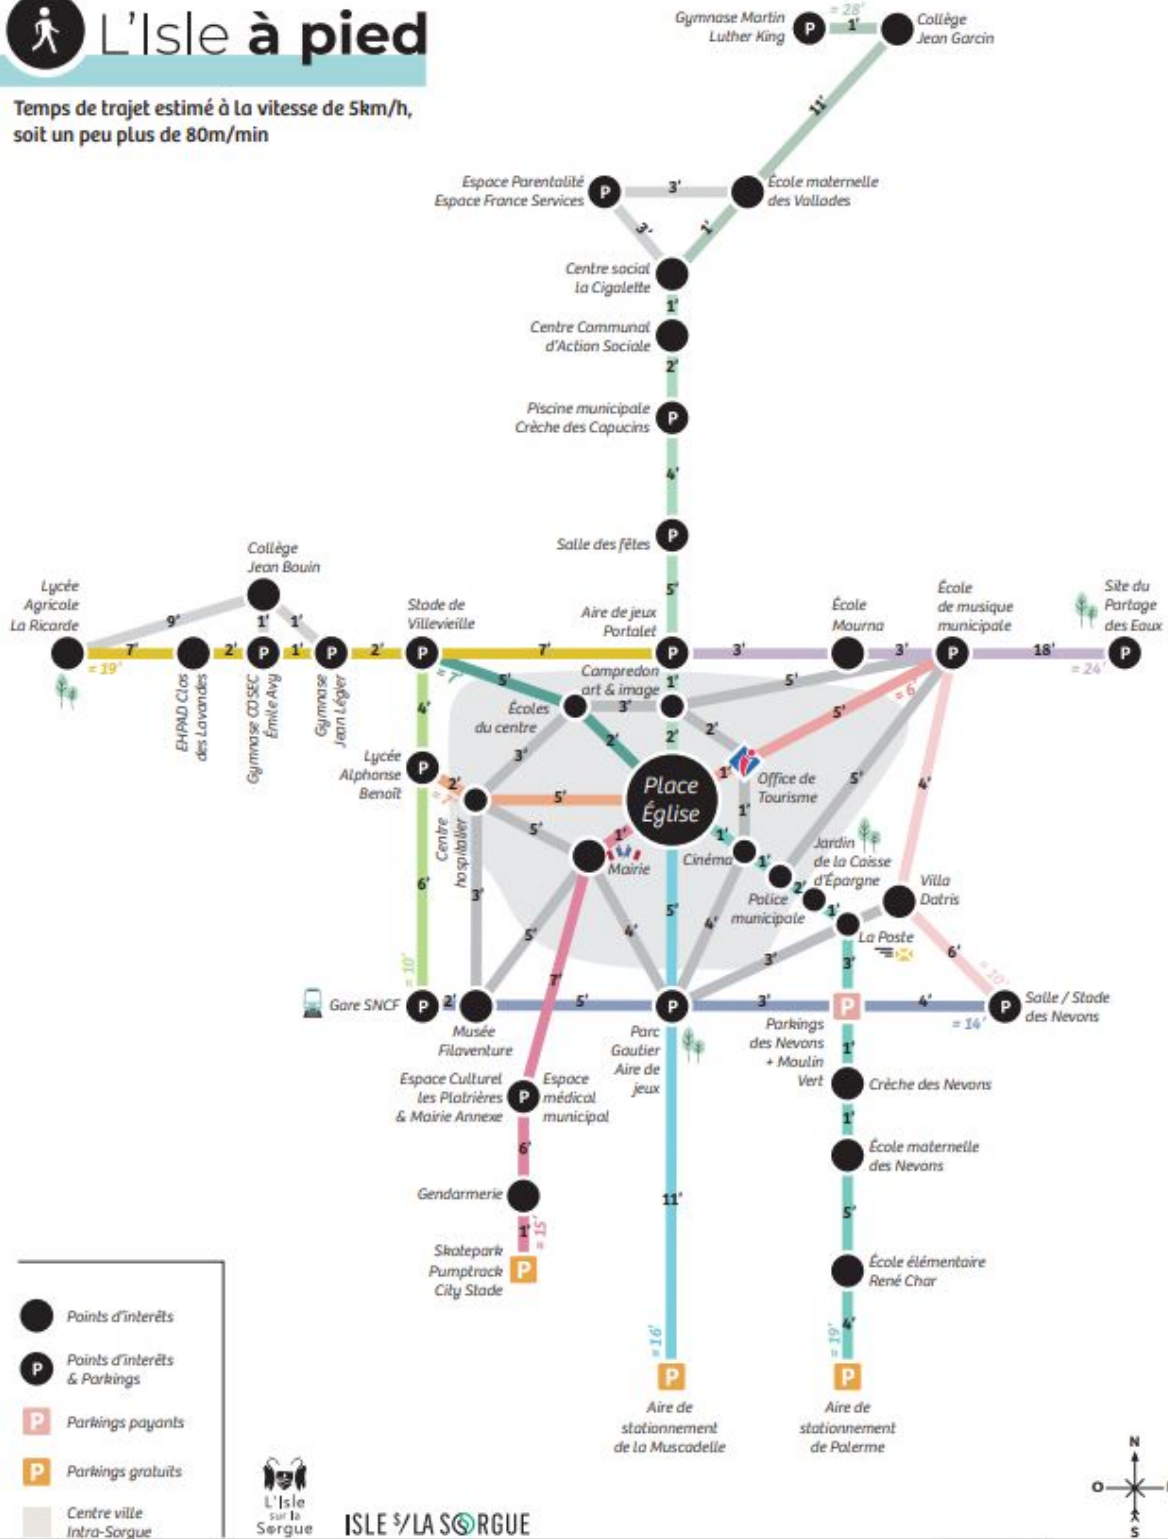 L'Isle à pied
Temps de trajet estimé à la vitesse de 5km/h,
soit un peu plus de 80m/min
= 28'
Gymnase Martin
Luther King
P
1'
Collège
Jean Garcin
11'
Espace Parentalité
Espace France Services
P
3'
École maternelle
des Vallades
3'
1'
Centre social
la Cigalette
1'
Centre Communal
d'Action Sociale
2'
Piscine municipale
Crèche des Capucins
P
4'
Salle des fêtes
P
5'
Collège
Jean Bouin
Lycée
Agricole
La Ricarde
9'
1'
1'
7'
= 19'
2'
P
1'
P
2'
EHPAD Clos
des Lavandes
Gymnase COSEC
Émile Avy
Gymnase
Jean Légier
Stade de
Villevieille
P
7'
= 7'
Aire de jeux
Portalet
P
3'
École
Mourna
3'
École
de musique
municipale
P
18'
= 24'
Site du
Partage
des Eaux
P
4'
5'
Écoles
du centre
3'
Campredon
art & image
1'
5'
= 6'
2'
2'
2'
5'
3'
Lycée
Alphonse
Benoît
P
2'
= 7'
5'
Place
Église
1'
Office de
Tourisme
5'
4'
Centre
hospitalier
5'
1'
Mairie
1'
1'
Cinéma
1'
Jardin
de la Caisse
d'Épargne
2'
Police
municipale
1'
Villa
Datris
La Poste
6'
3'
5'
4'
5'
4'
3'
3'
6'
= 10'
= 10'
7'
Gare SNCF
P
2'
Musée
Filaventure
5'
P
3'
P
4'
= 14'
P
Salle / Stade
des Nevons
Parc
Gautier
Aire de
jeux
Parkings
des Nevons
+ Moulin
Vert
1'
Espace Culturel
les Platrières
& Mairie Annexe
P
Espace
médical
municipal
Crèche des Nevons
1'
6'
École maternelle
des Nevons
Gendarmerie
11'
5'
1'
= 15'
Skatepark
Pumptrack
City Stade
P
École élémentaire
René Char
= 16'
= 19'
4'
P
Aire de
stationnement
de la Muscadelle
P
Aire de
stationnement
de Palerme
Points d'interêts
P
Points d'interêts
& Parkings
P
Parkings payants
P
Parkings gratuits
Centre ville
Intra-Sorgue
L'Isle
sur la
Sorgue
ISLE S/LA SORGUE
N
O
S